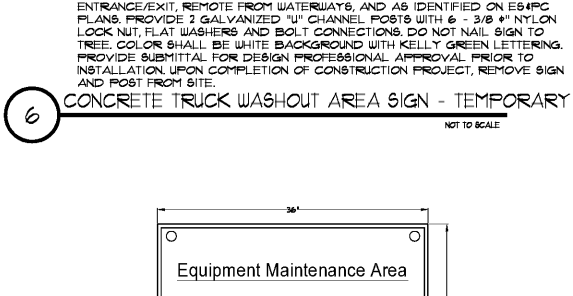 ENTRANCE/EXIT, REMOTE FROM WATERWAYS, AND AS IDENTIFIED ON ES&PC
PLANS. PROVIDE 2 GALVANIZED "U" CHANNEL POSTS WITH 6 - 3/8 ϕ" NYLON
LOCK NUT, FLAT WASHERS AND BOLT CONNECTIONS. DO NOT NAIL SIGN TO
TREE. COLOR SHALL BE WHITE BACKGROUND WITH KELLY GREEN LETTERING.
PROVIDE SUBMITTAL FOR DESIGN PROFESSIONAL APPROVAL PRIOR TO
INSTALLATION. UPON COMPLETION OF CONSTRUCTION PROJECT, REMOVE SIGN
AND POST FROM SITE.
6 CONCRETE TRUCK WASHOUT AREA SIGN - TEMPORARY
NOT TO SCALE
36"
Equipment Maintenance Area